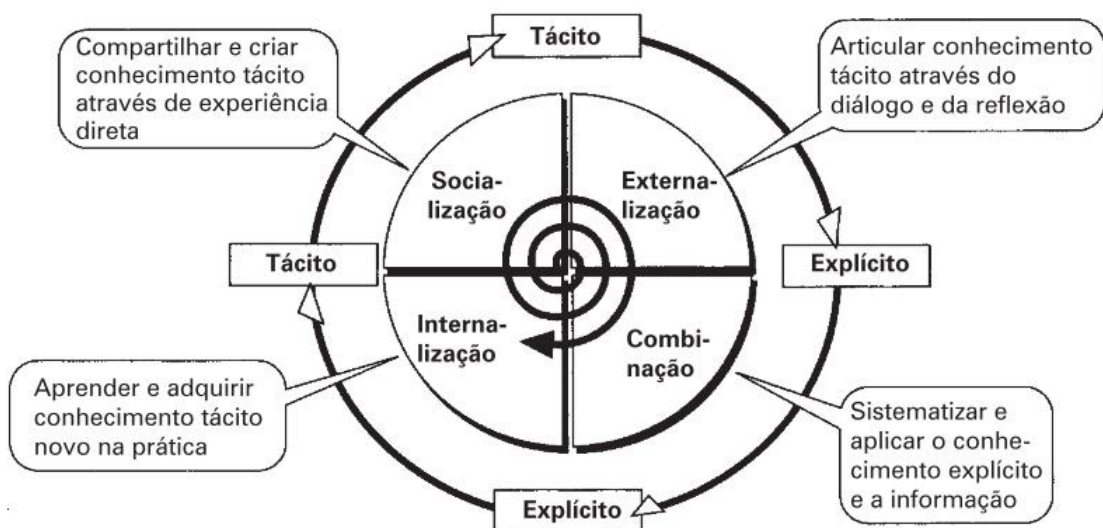 Tácito
Compartilhar e criar
conhecimento tácito
através de experiência
direta
Articular conhecimento
tácito através do
diálogo e da reflexão
Socia-
lização
Externa-
lização
Tácito
Explícito
Interna-
lização
Combi-
nação
Aprender e adquirir
conhecimento tácito
novo na prática
Sistematizar e
aplicar o conhe-
cimento explícito
e a informação
Explícito